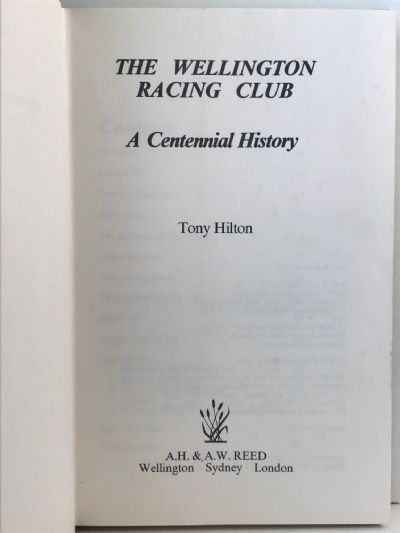 THE WELLINGTON
RACING CLUB
A Centennial History
Tony Hilton
A.H. & A.W. REED
Wellington Sydney London